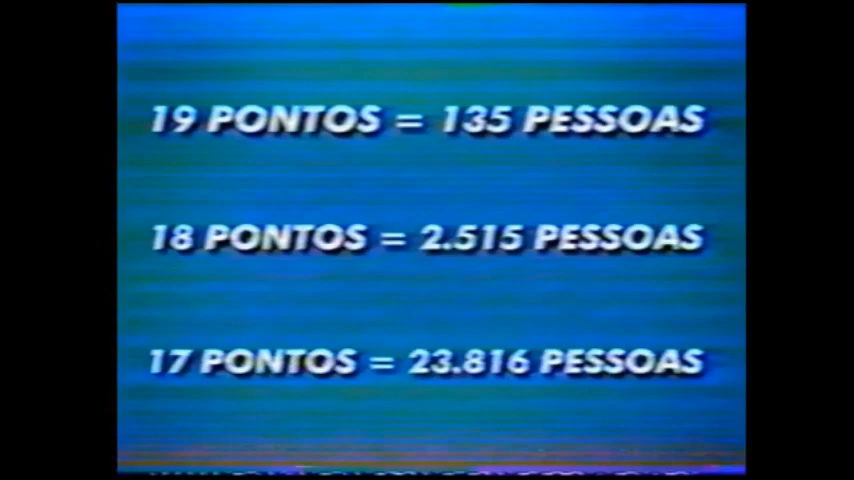 19 PONTOS = 135 PESSOAS
18 PONTOS = 2.515 PESSOAS
17 PONTOS = 23.816 PESSOAS